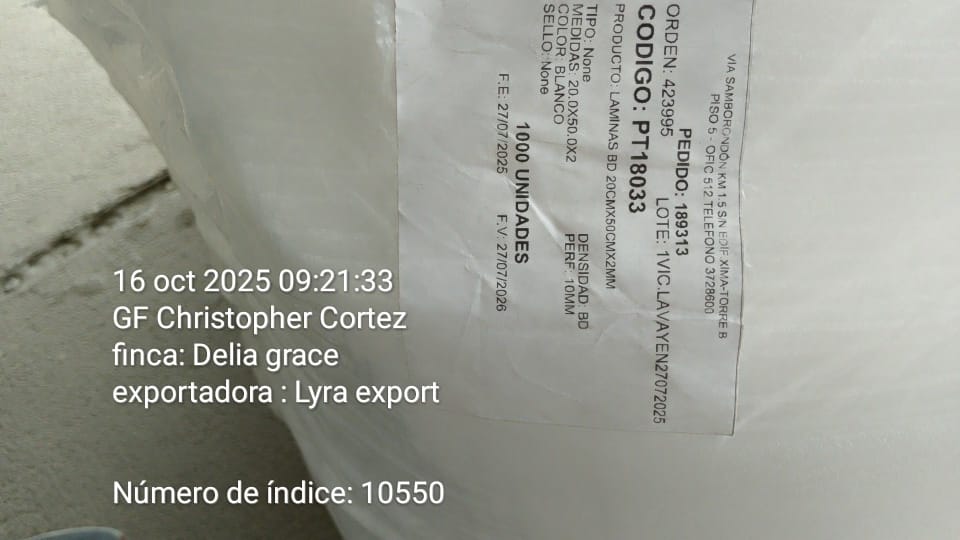 VIA SAMBORONDÓN KM 1.5 S/N EDIF XIMA-TORRE B
PISO 5 - OFIC 512 TELEFONO 3728600
PEDIDO: 189313
ORDEN: 423995
LOTE: 1VIC.LAVAYEN27072025
CODIGO: PT18033
PRODUCTO: LAMINAS BD 20CMX50CMX2MM
TIPO: None
DENSIDAD: BD
MEDIDAS: 20.0X50.0X2
PERF: 10MM
COLOR: BLANCO
SELLO: None
1000 UNIDADES
F.E: 27/07/2025 F.V: 27/07/2026
16 oct 2025 09:21:33
GF Christopher Cortez
finca: Delia grace
exportadora : Lyra export
Número de índice: 10550